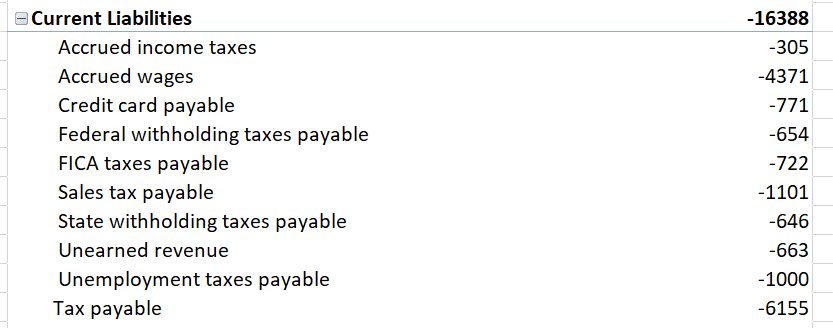 Current Liabilities -16388
Accrued income taxes -305
Accrued wages -4371
Credit card payable -771
Federal withholding taxes payable -654
FICA taxes payable -722
Sales tax payable -1101
State withholding taxes payable -646
Unearned revenue -663
Unemployment taxes payable -1000
Tax payable -6155